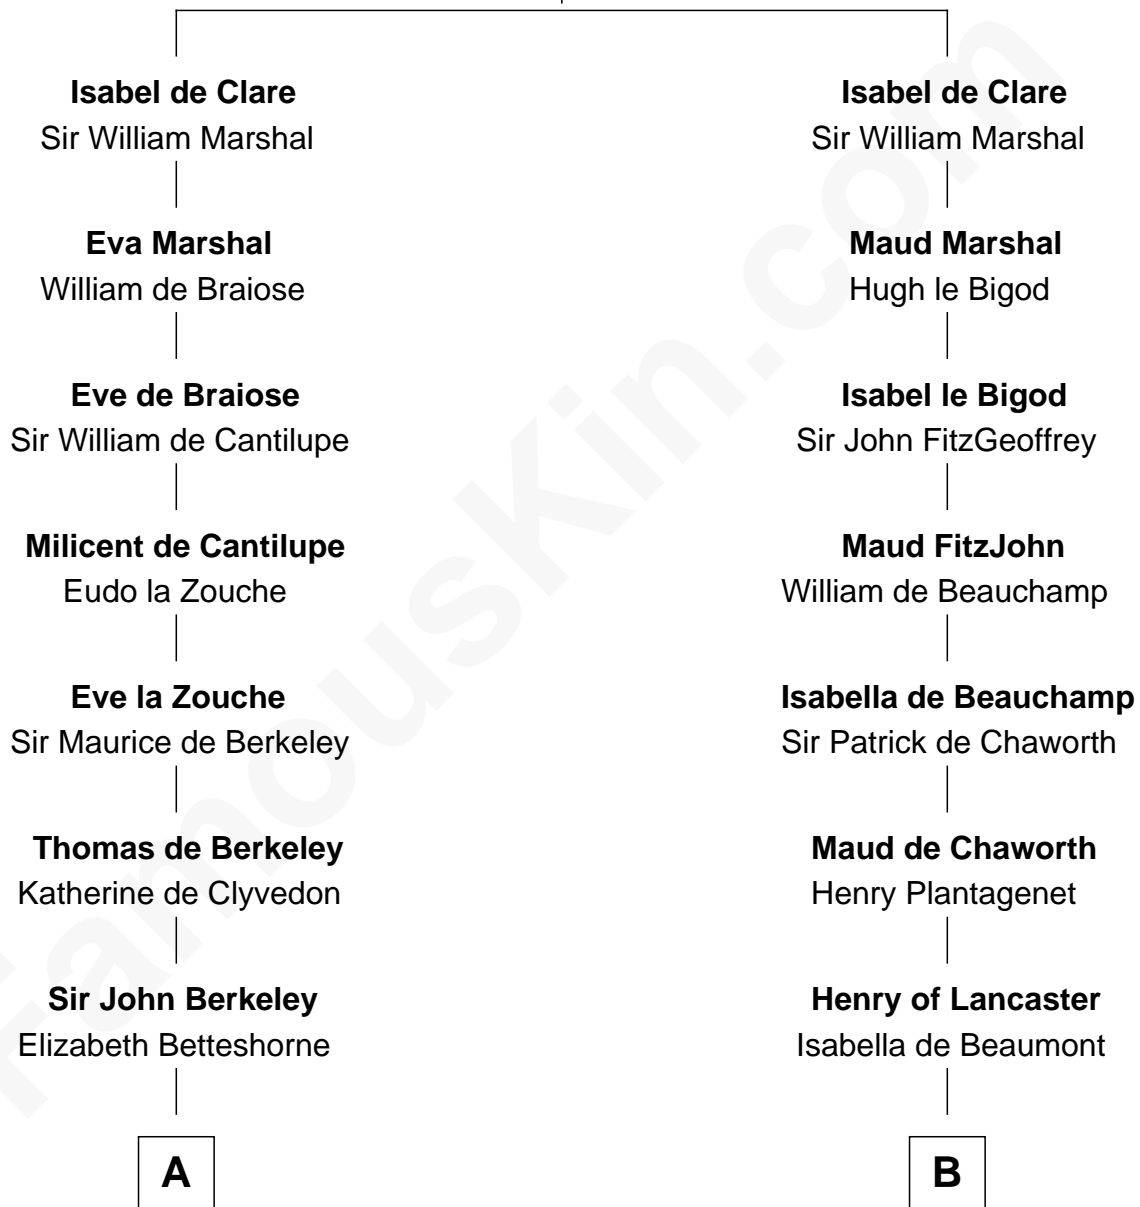 Isabel de Clare
Sir William Marshal
Eva Marshal
William de Braiose
Eve de Braiose
Sir William de Cantilupe
Milicent de Cantilupe
Eudo la Zouche
Eve la Zouche
Sir Maurice de Berkeley
Thomas de Berkeley
Katherine de Clyvedon
Sir John Berkeley
Elizabeth Betteshorne
A
Isabel de Clare
Sir William Marshal
Maud Marshal
Hugh le Bigod
Isabel le Bigod
Sir John FitzGeoffrey
Maud FitzJohn
William de Beauchamp
Isabella de Beauchamp
Sir Patrick de Chaworth
Maud de Chaworth
Henry Plantagenet
Henry of Lancaster
Isabella de Beaumont
B
FamousKin.com